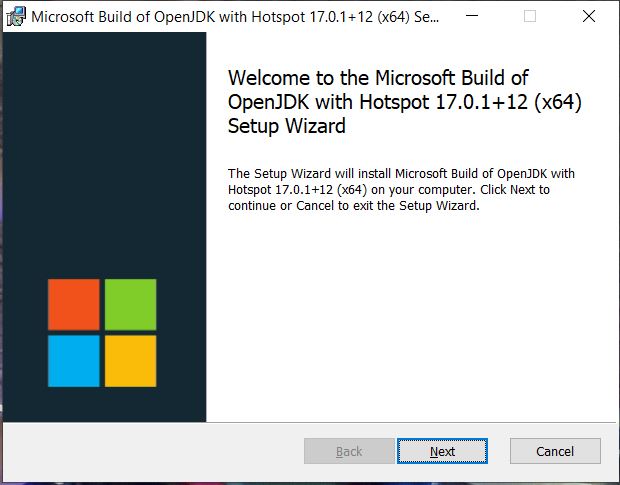 Microsoft Build of OpenJDK with Hotspot 17.0.1+12 (x64) Se...
Welcome to the Microsoft Build of
OpenJDK with Hotspot 17.0.1+12 (x64)
Setup Wizard
The Setup Wizard will install Microsoft Build of OpenJDK with
Hotspot 17.0.1+12 (x64) on your computer. Click Next to
continue or Cancel to exit the Setup Wizard.
Back Next Cancel